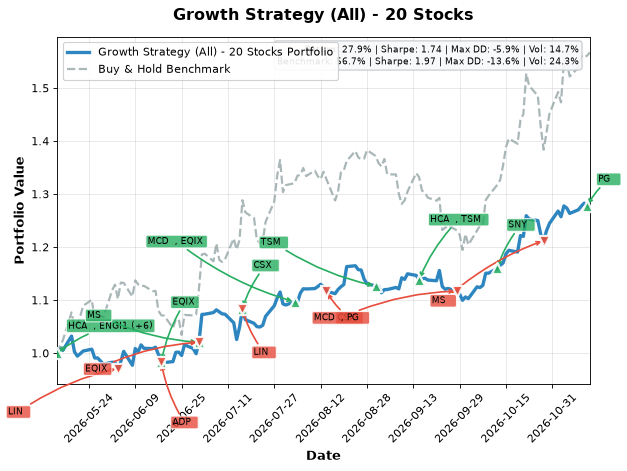 Growth Strategy (All) - 20 Stocks
Growth Strategy (All) - 20 Stocks Portfolio
27.9% | Sharpe: 1.74 | Max DD: -5.9% | Vol: 14.7%
Buy & Hold Benchmark
56.7% | Sharpe: 1.97 | Max DD: -13.6% | Vol: 24.3%
Portfolio Value
1.5
1.4
1.3
1.2
1.1
1.0
PG
HCA , TSM
SNY
MCD , EQIX
TSM
CSX
EQIX
MS
HCA , ENGI1.(+6)
MCD , PG
MS
LIN
EQIX
LIN
ADP
2026-05-24
2026-06-09
2026-06-25
2026-07-11
2026-07-27
2026-08-12
2026-08-28
2026-09-13
2026-09-29
2026-10-15
2026-10-31
Date